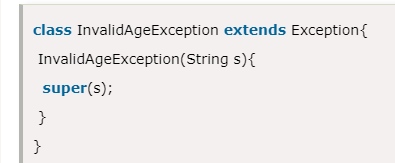 class InvalidAgeException extends Exception{
InvalidAgeException(String s){
super(s);
}
}